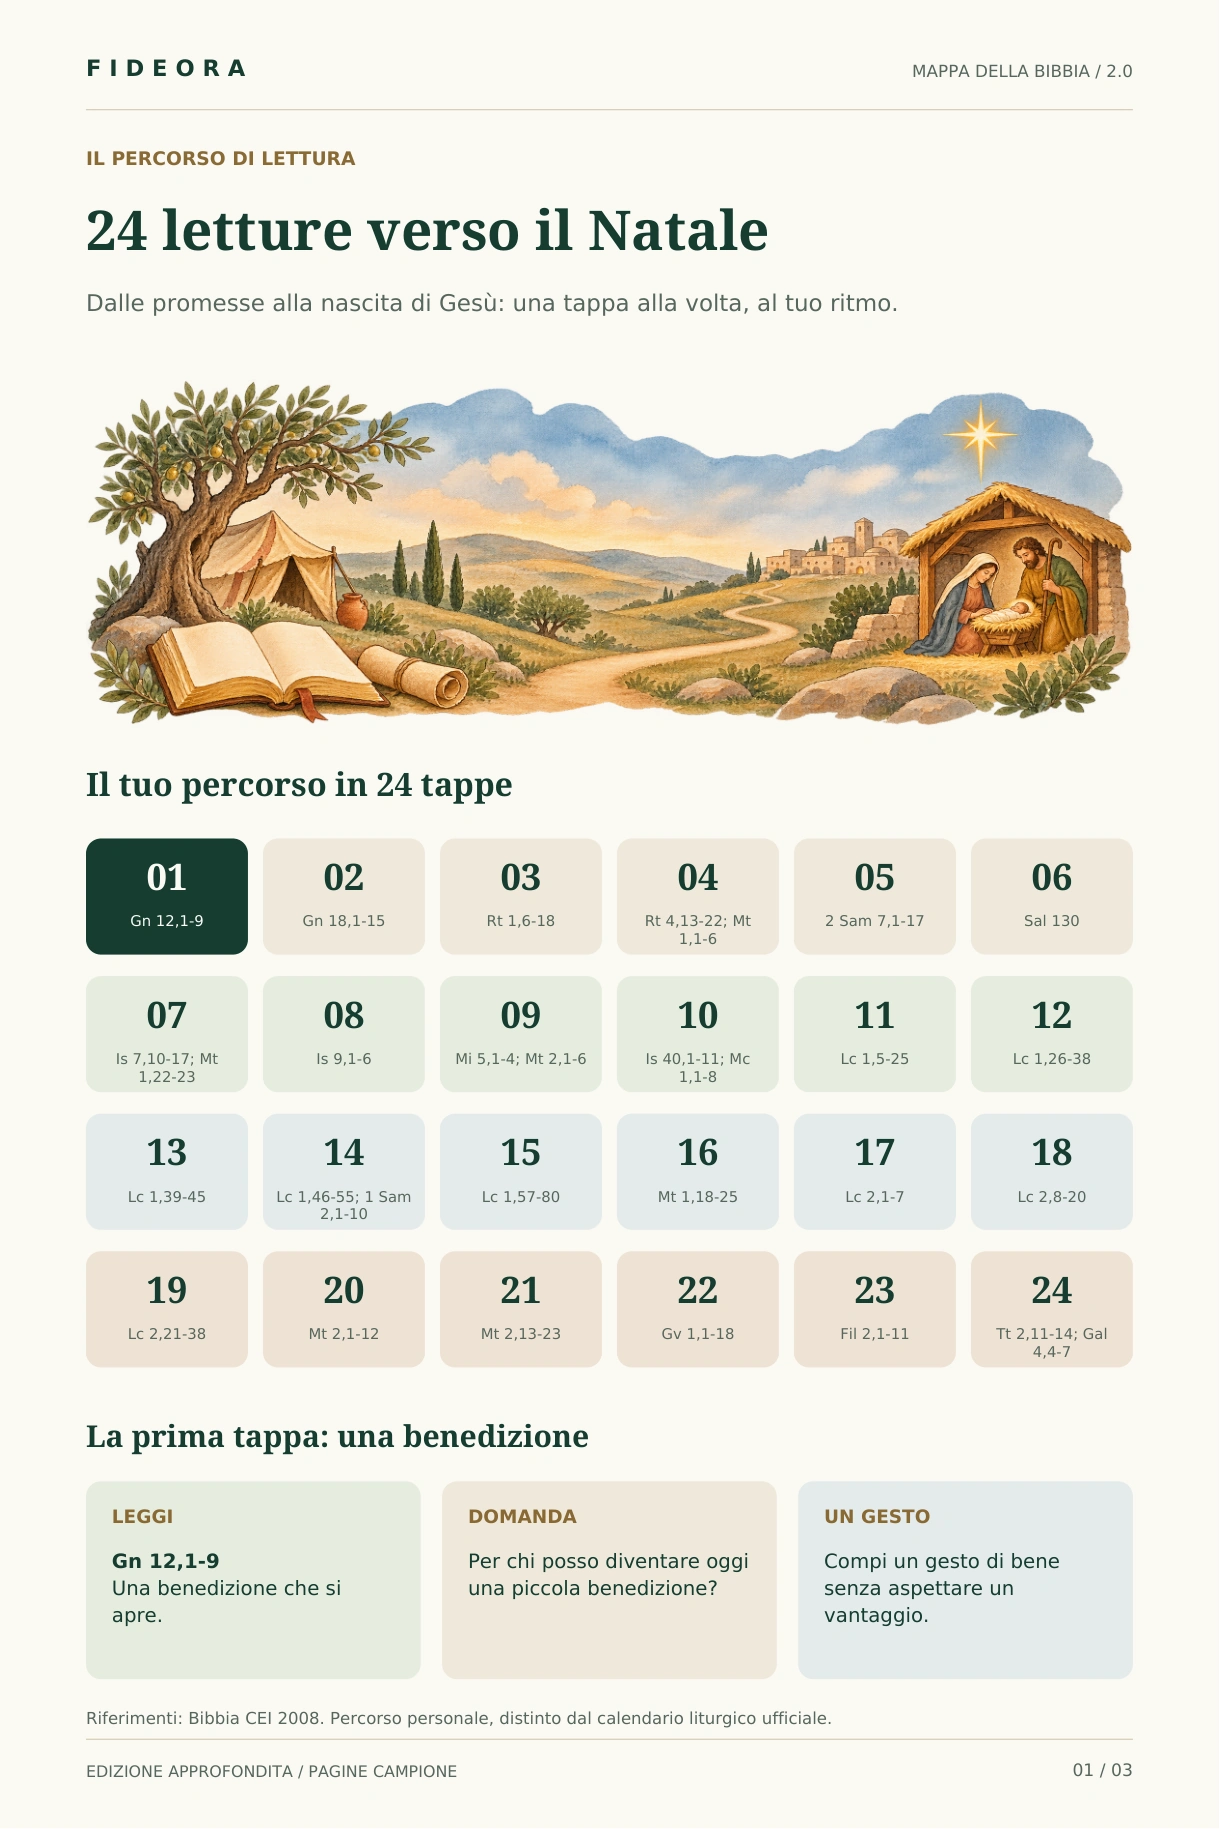 FIDEORA
MAPPA DELLA BIBBIA / 2.0
IL PERCORSO DI LETTURA
24 letture verso il Natale
Dalle promesse alla nascita di Gesù: una tappa alla volta, al tuo ritmo.
Il tuo percorso in 24 tappe
01
Gn 12,1-9
02
Gn 18,1-15
03
Rt 1,6-18
04
Rt 4,13-22; Mt
1,1-6
05
2 Sam 7,1-17
06
Sal 130
07
Is 7,10-17; Mt
1,22-23
08
Is 9,1-6
09
Mi 5,1-4; Mt 2,1-6
10
Is 40,1-11; Mc
1,1-8
11
Lc 1,5-25
12
Lc 1,26-38
13
Lc 1,39-45
14
Lc 1,46-55; 1 Sam
2,1-10
15
Lc 1,57-80
16
Mt 1,18-25
17
Lc 2,1-7
18
Lc 2,8-20
19
Lc 2,21-38
20
Mt 2,1-12
21
Mt 2,13-23
22
Gv 1,1-18
23
Fil 2,1-11
24
Tt 2,11-14; Gal
4,4-7
La prima tappa: una benedizione
LEGGI
Gn 12,1-9
Una benedizione che si
apre.
DOMANDA
Per chi posso diventare oggi
una piccola benedizione?
UN GESTO
Compi un gesto di bene
senza aspettare un
vantaggio.
Riferimenti: Bibbia CEI 2008. Percorso personale, distinto dal calendario liturgico ufficiale.
EDIZIONE APPROFONDITA / PAGINE CAMPIONE
01 / 03